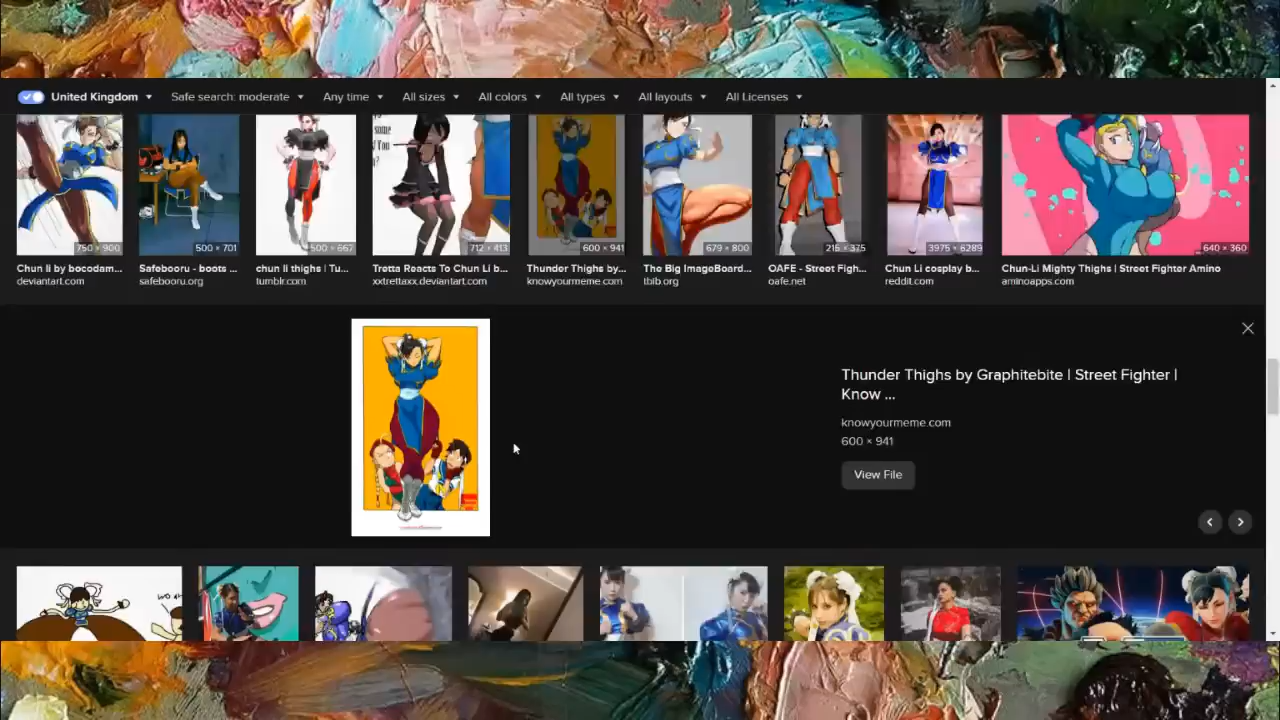 United Kingdom
Safe search: moderate
Any time
All sizes
All colors
All types
All layouts
All Licenses
some
You
?
750 × 900
500 × 701
500 × 667
712 × 413
600 × 941
679 × 800
215 × 375
3975 × 6289
640 × 360
Chun li by bocodam...
deviantart.com
Safebooru - boots ...
safebooru.org
chun li thighs | Tu...
tumblr.com
Tretta Reacts To Chun Li b...
xxtrettaxx.deviantart.com
Thunder Thighs by...
knowyourmeme.com
The Big ImageBoard...
tbib.org
OAFE - Street Figh...
oafe.net
Chun Li cosplay b...
reddit.com
Chun-Li Mighty Thighs | Street Fighter Amino
aminoapps.com
Thunder Thighs by Graphitebite | Street Fighter |
Know ...
knowyourmeme.com
600 × 941
View File